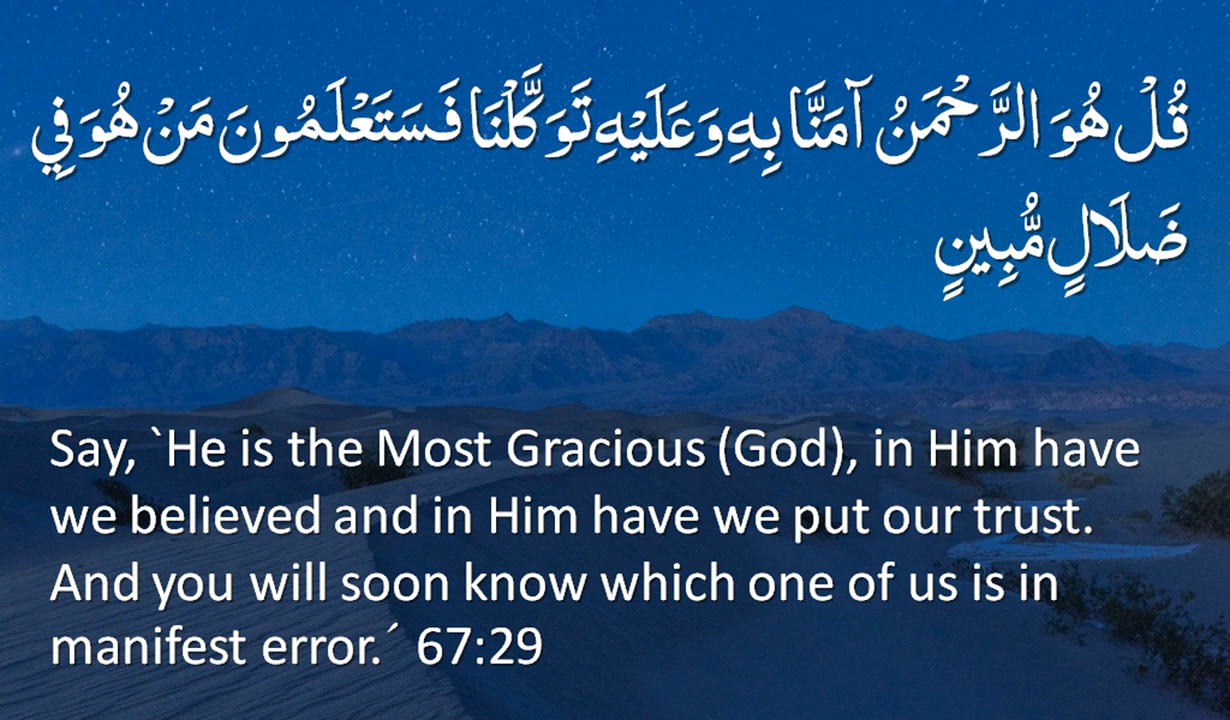 قُلْ هُوَ الرَّحْمَنُ آمَنَّا بِهِ وَعَلَيْهِ تَوَكَّلْنَا فَسَتَعْلَمُونَ مَنْ هُوَ فِي
ضَلَالٍ مُّبِينٍ
Say, `He is the Most Gracious (God), in Him have
we believed and in Him have we put our trust.
And you will soon know which one of us is in
manifest error.´ 67:29